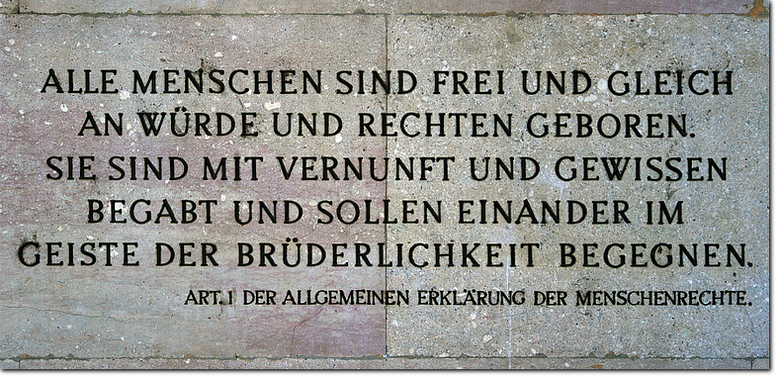 ALLE MENSCHEN SIND FREI UND GLEICH
AN WÜRDE UND RECHTEN GEBOREN.
SIE SIND MIT VERNUNFT UND GEWISSEN
BEGABT UND SOLLEN EINANDER IM
GEISTE DER BRÜDERLICHKEIT BEGEGNEN.
ART. 1 DER ALLGEMEINEN ERKLÄRUNG DER MENSCHENRECHTE.